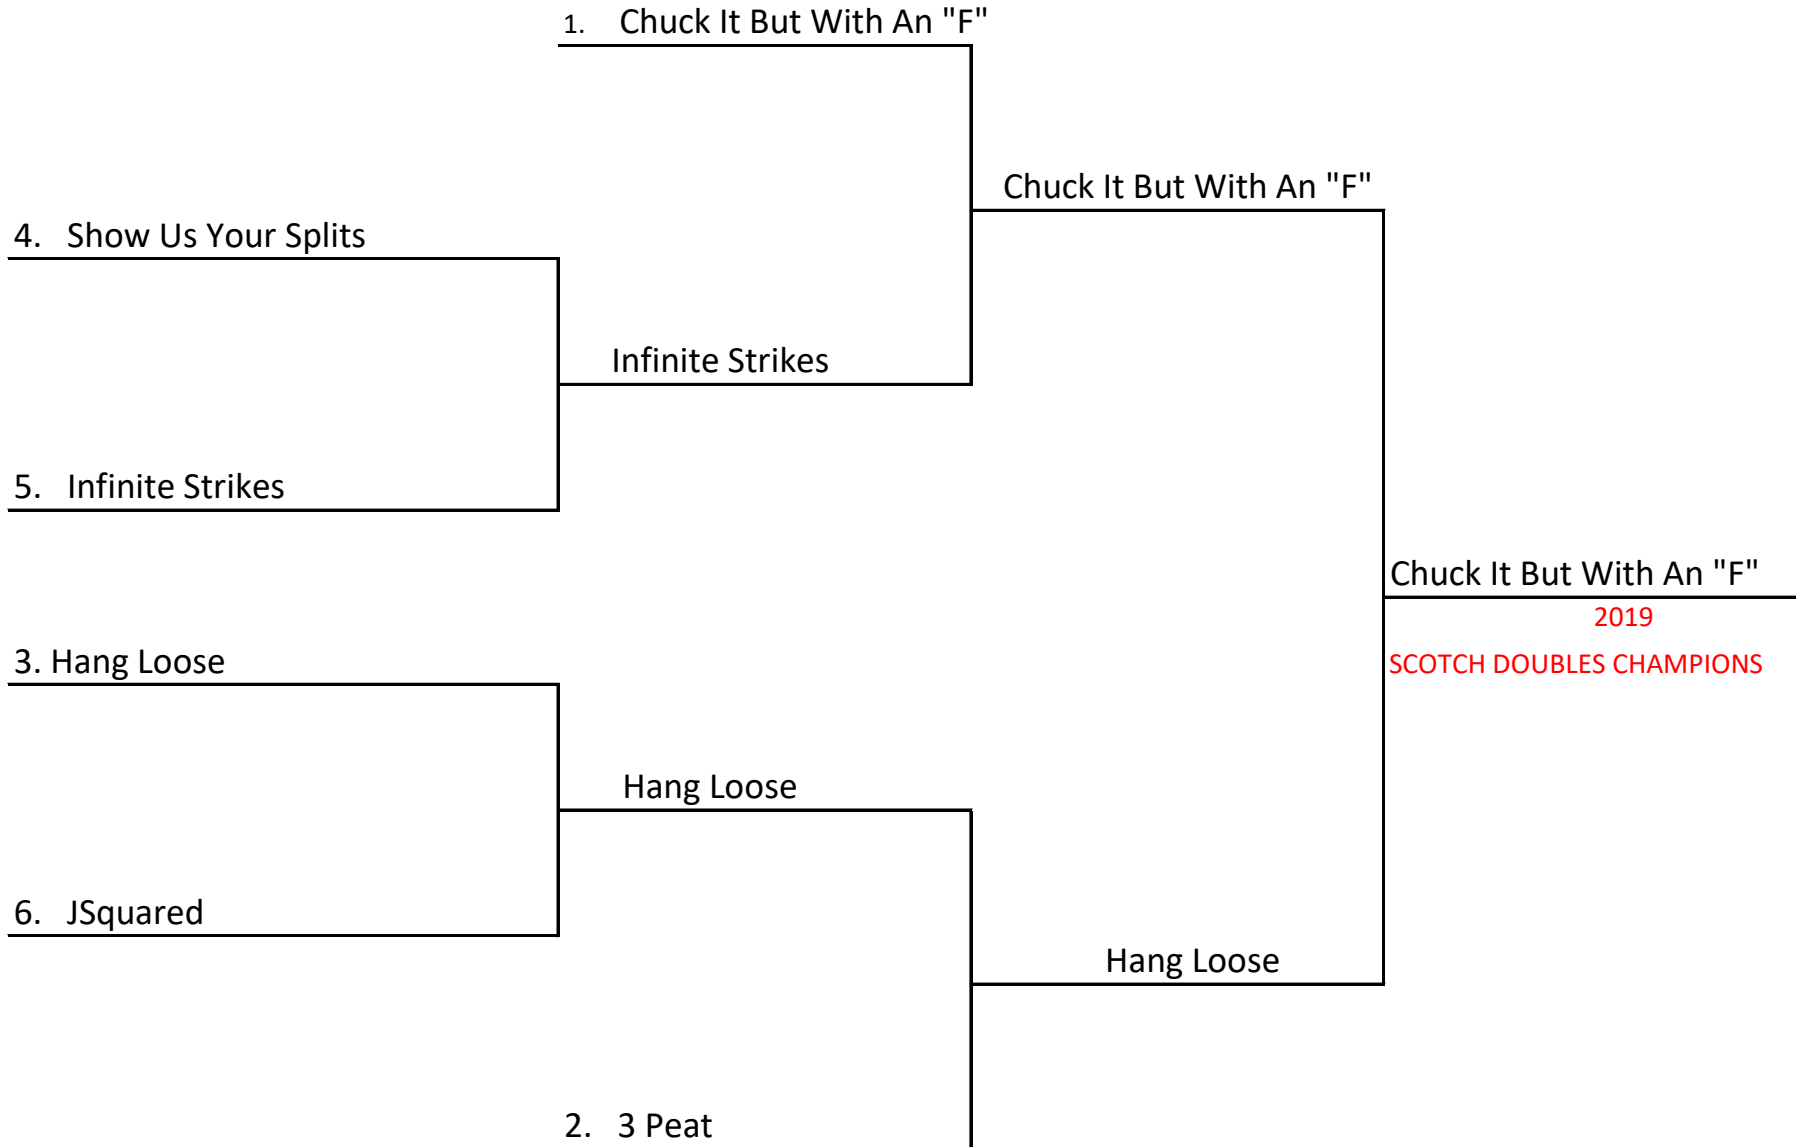 1. Chuck It But With An "F"
Chuck It But With An "F"
4. Show Us Your Splits
Infinite Strikes
5. Infinite Strikes
Chuck It But With An "F"
2019
3. Hang Loose
SCOTCH DOUBLES CHAMPIONS
Hang Loose
6. JSquared
Hang Loose
2. 3 Peat